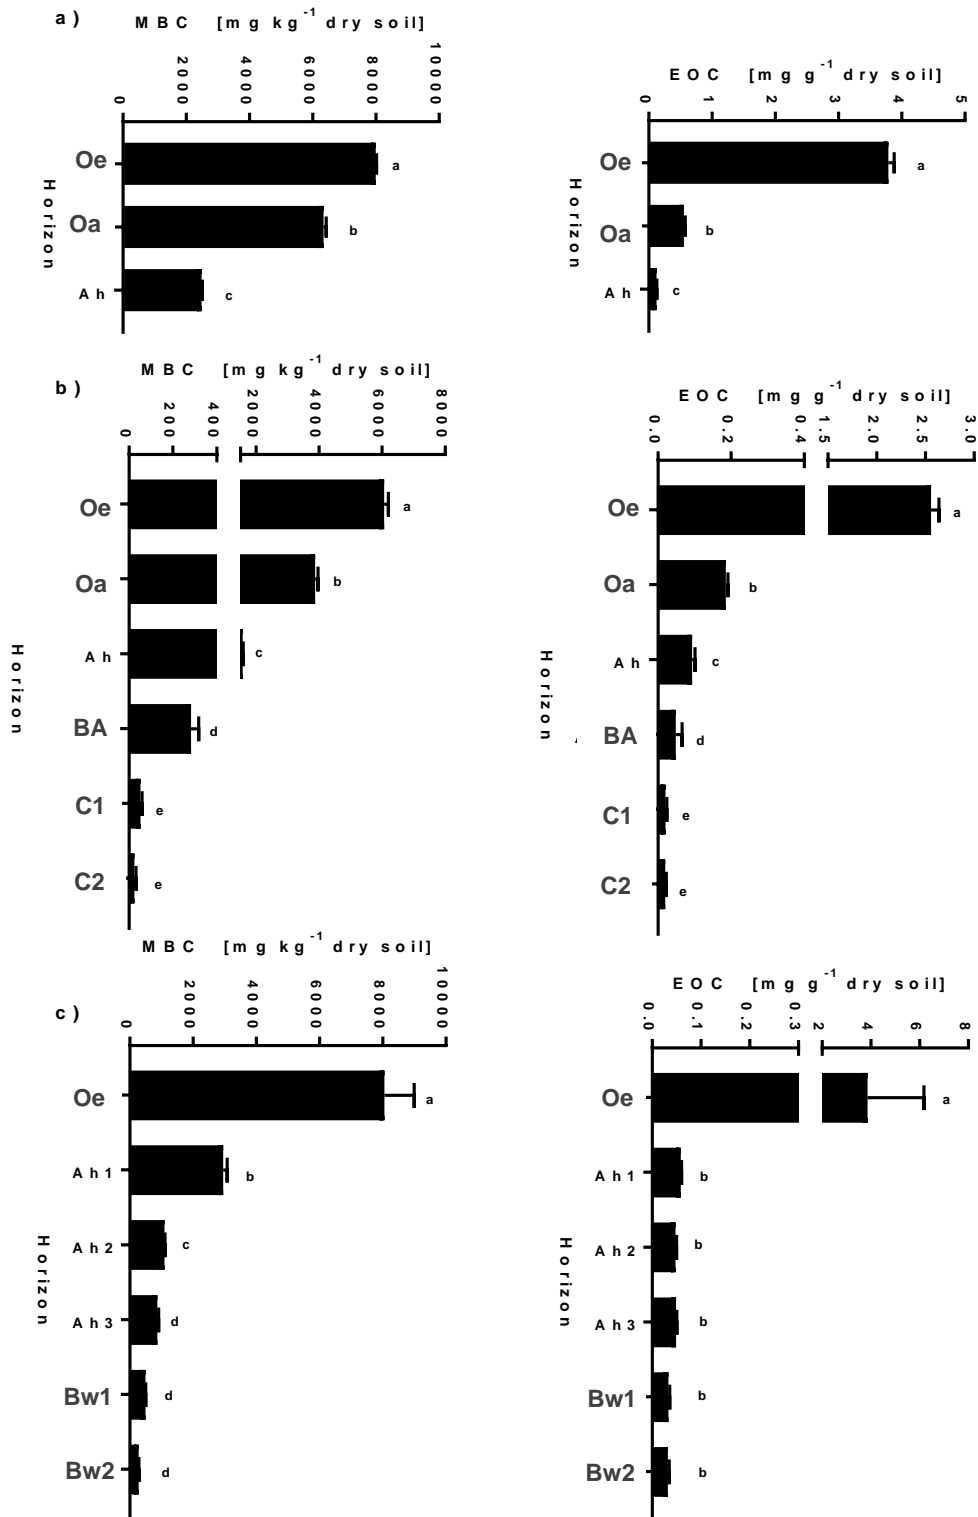 a)
MBC [mg kg⁻¹ dry soil]
0 2000 4000 6000 8000 10000
Oe a
Oa b
Ah c
Horizon
EOC [mg g⁻¹ dry soil]
0 1 2 3 4 5
Oe a
Oa b
Ah c
Horizon
b)
MBC [mg kg⁻¹ dry soil]
0 200 400 2000 4000 6000 8000
Oe a
Oa b
Ah c
BA d
C1 e
C2 e
Horizon
EOC [mg g⁻¹ dry soil]
0.0 0.2 0.4 1.5 2.0 2.5 3.0
Oe a
Oa b
Ah c
BA d
C1 e
C2 e
Horizon
c)
MBC [mg kg⁻¹ dry soil]
0 2000 4000 6000 8000 10000
Oe a
Ah1 b
Ah2 c
Ah3 d
Bw1 d
Bw2 d
Horizon
EOC [mg g⁻¹ dry soil]
0.0 0.1 0.2 0.3 2 4 6 8
Oe a
Ah1 b
Ah2 b
Ah3 b
Bw1 b
Bw2 b
Horizon